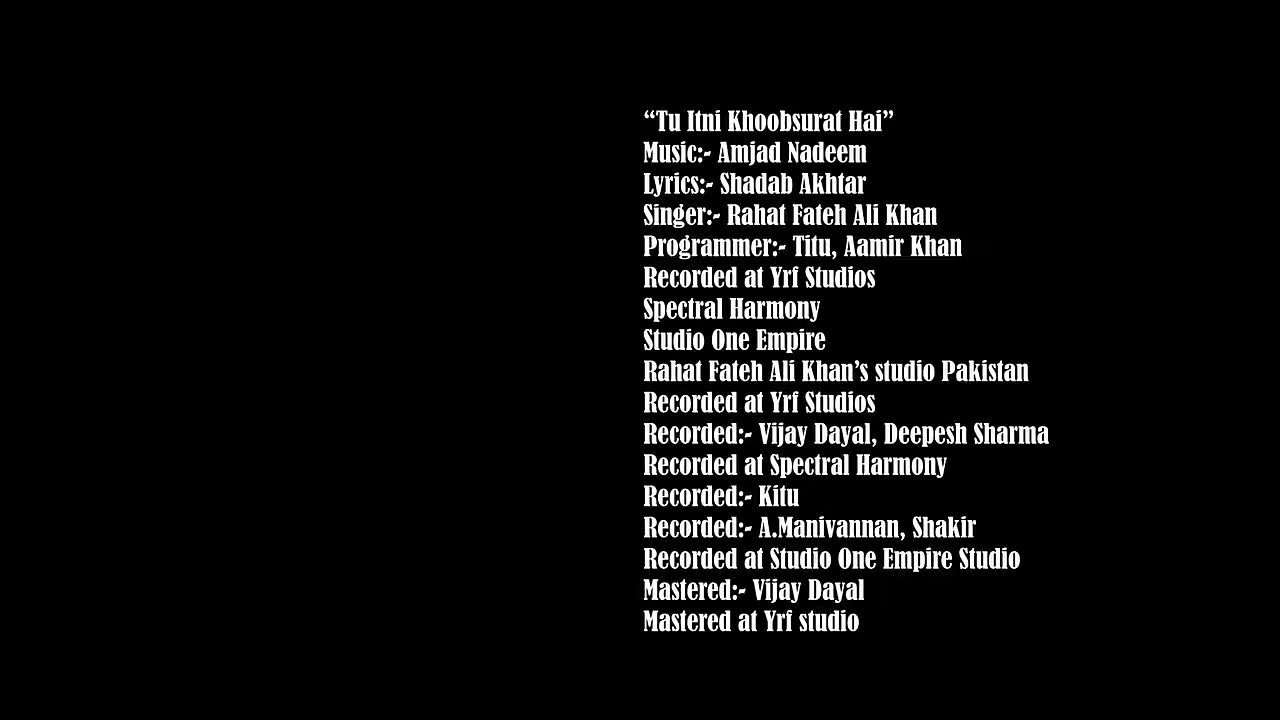 “Tu Itni Khoobsurat Hai”
Music:- Amjad Nadeem
Lyrics:- Shadab Akhtar
Singer:- Rahat Fateh Ali Khan
Programmer:- Titu, Aamir Khan
Recorded at Yrf Studios
Spectral Harmony
Studio One Empire
Rahat Fateh Ali Khan’s studio Pakistan
Recorded at Yrf Studios
Recorded:- Vijay Dayal, Deepesh Sharma
Recorded at Spectral Harmony
Recorded:- Kitu
Recorded:- A.Manivannan, Shakir
Recorded at Studio One Empire Studio
Mastered:- Vijay Dayal
Mastered at Yrf studio